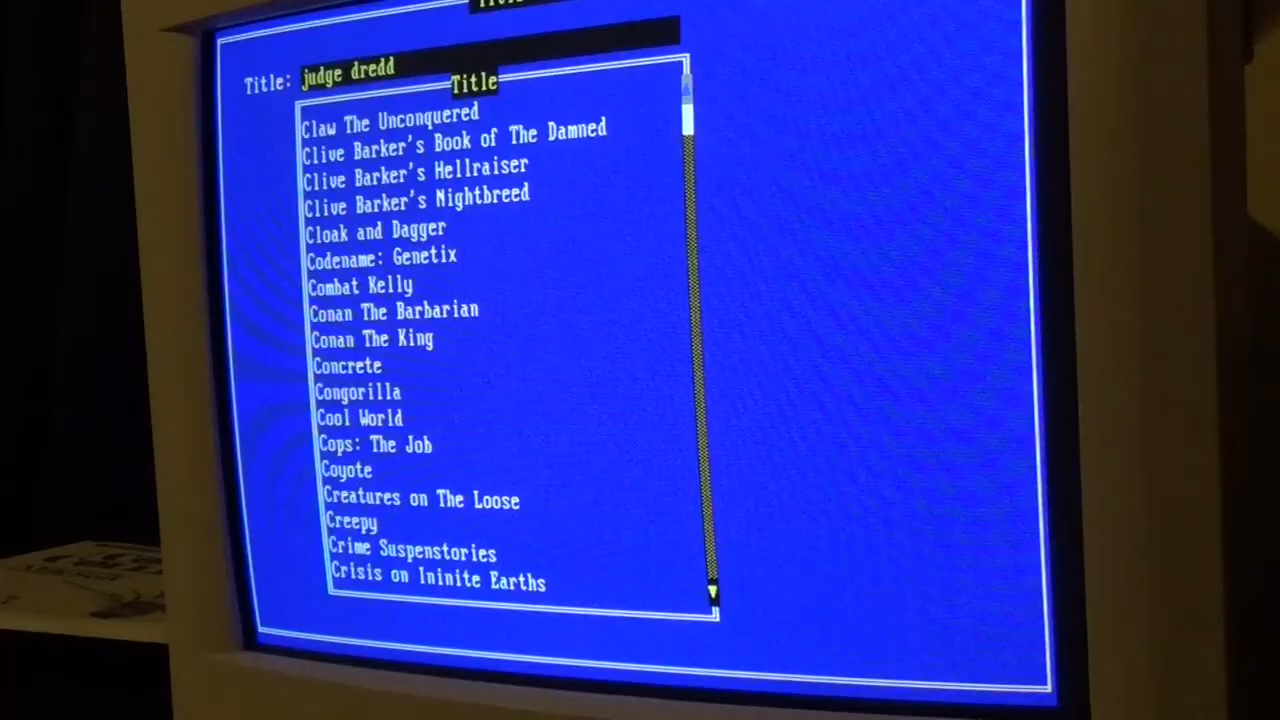 Title
Title: judge dredd
Title
Claw The Unconquered
Clive Barker's Book of The Damned
Clive Barker's Hellraiser
Clive Barker's Nightbreed
Cloak and Dagger
Codename: Genetix
Combat Kelly
Conan The Barbarian
Conan The King
Concrete
Congorilla
Cool World
Cops: The Job
Coyote
Creatures on The Loose
Creepy
Crime Suspenstories
Crisis on Ininite Earths